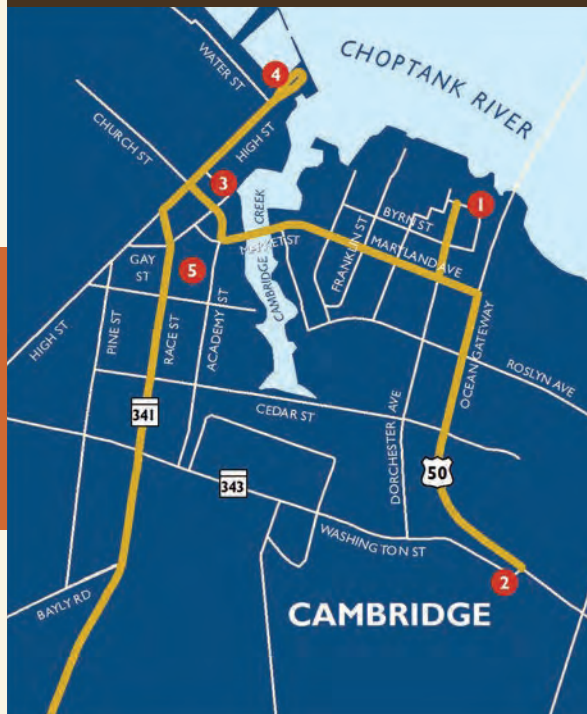 CHOPTANK RIVER
WATER ST
4
CHURCH ST
HIGH ST
3
1
BYRN ST
CAMBRIDGE CREEK
MARKET ST
MARYLAND AVE
FRANKLIN ST
GAY ST
5
OCEAN GATEWAY
HIGH ST
PINE ST
RACE ST
ACADEMY ST
ROSLYN AVE
341
CEDAR ST
DORCHESTER AVE
50
343
WASHINGTON ST
2
BAYLY RD
CAMBRIDGE